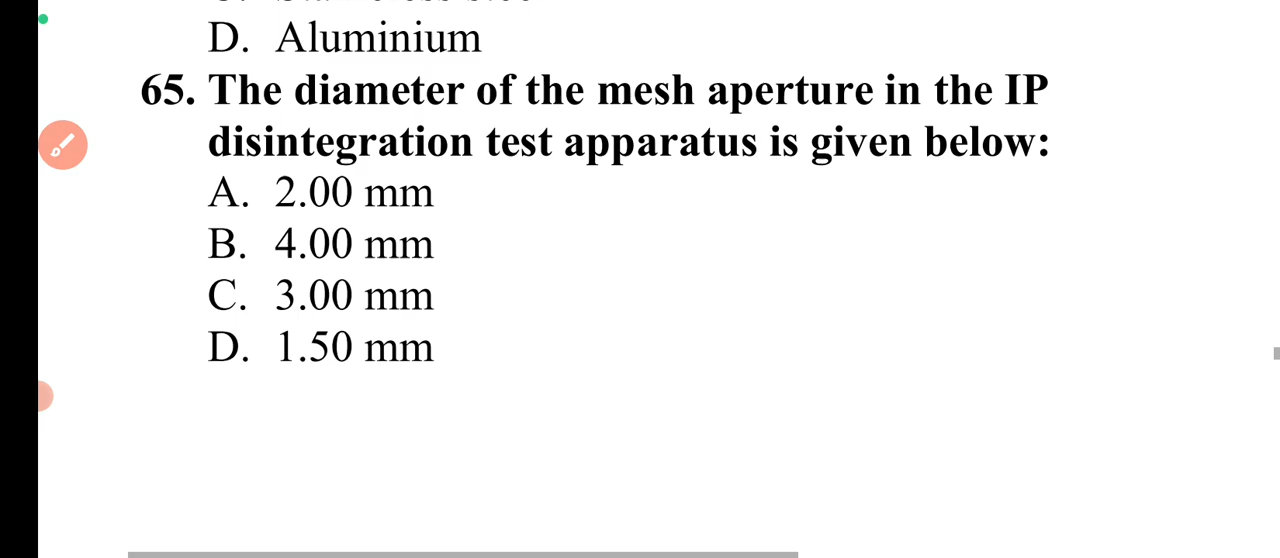 D. Aluminium
65. The diameter of the mesh aperture in the IP
disintegration test apparatus is given below:
A. 2.00 mm
B. 4.00 mm
C. 3.00 mm
D. 1.50 mm